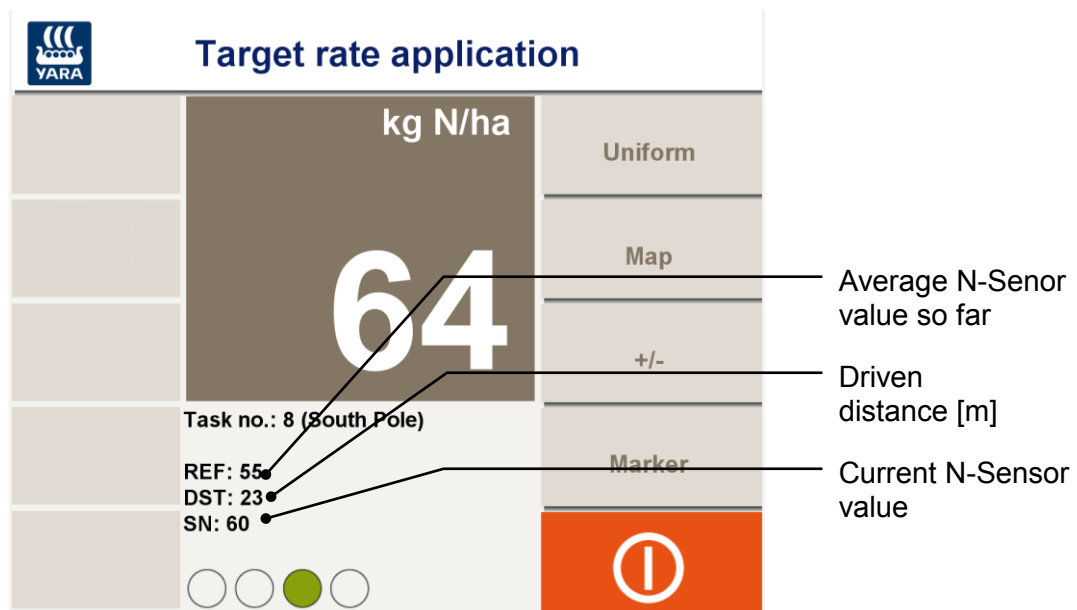 YARA
Target rate application
kg N/ha
64
Uniform
Map
+/-
Marker
Task no.: 8 (South Pole)
REF: 55
DST: 23
SN: 60
Average N-Senor
value so far
Driven
distance [m]
Current N-Sensor
value